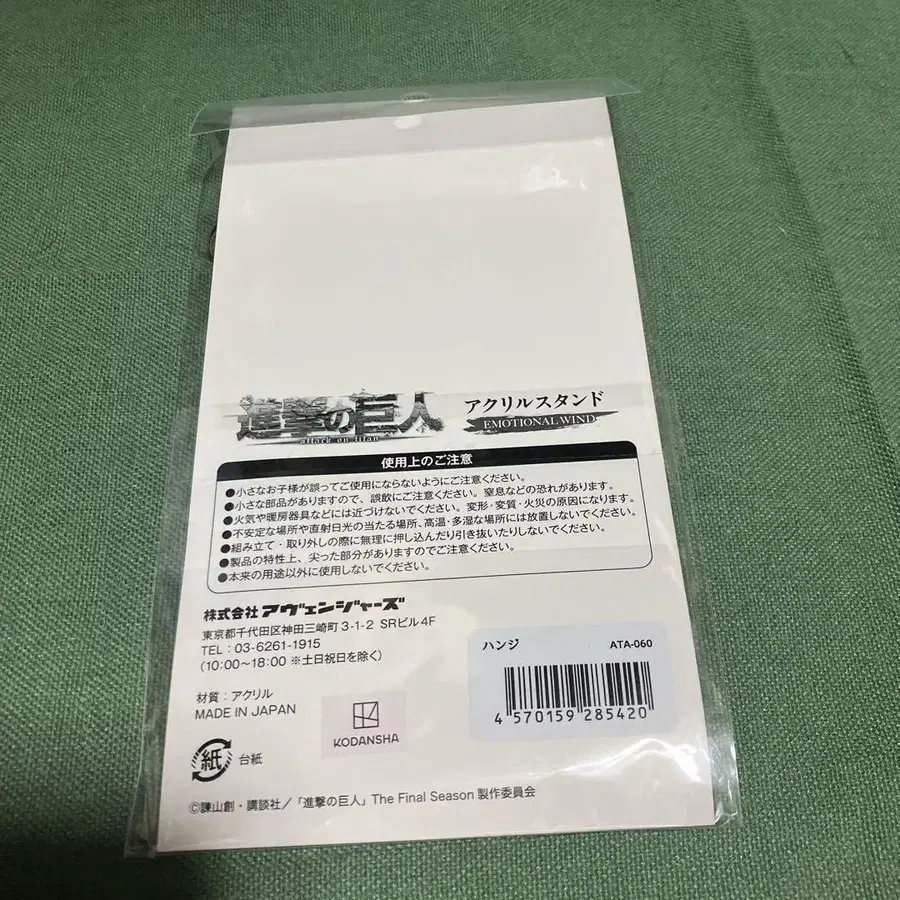 進撃の巨人
attack on titan
アクリルスタンド
EMOTIONAL WIND
使用上のご注意
●小さなお子様が誤ってご使用にならないようにご注意ください。
●小さな部品がありますので、誤飲にご注意ください。窒息などの恐れがあります。
●火気や暖房器具などには近づけないでください。変形・変質・火災の原因になります。
●不安定な場所や直射日光の当たる場所、高温・多湿な場所には放置しないでください。
●組み立て・取り外しの際に無理に押し込んだり引き抜いたりしないでください。
●製品の特性上、尖った部分がありますのでご注意ください。
●本来の用途以外に使用しないでください。
株式会社アヴェンジャーズ
東京都千代田区神田三崎町3-1-2 SRビル4F
TEL：03-6261-1915
(10:00~18:00 ※土日祝日を除く)
ハンジ ATA-060
4 570159 285420
材質：アクリル
MADE IN JAPAN
KODANSHA
紙 台紙
©諫山創・講談社／「進撃の巨人」The Final Season 製作委員会